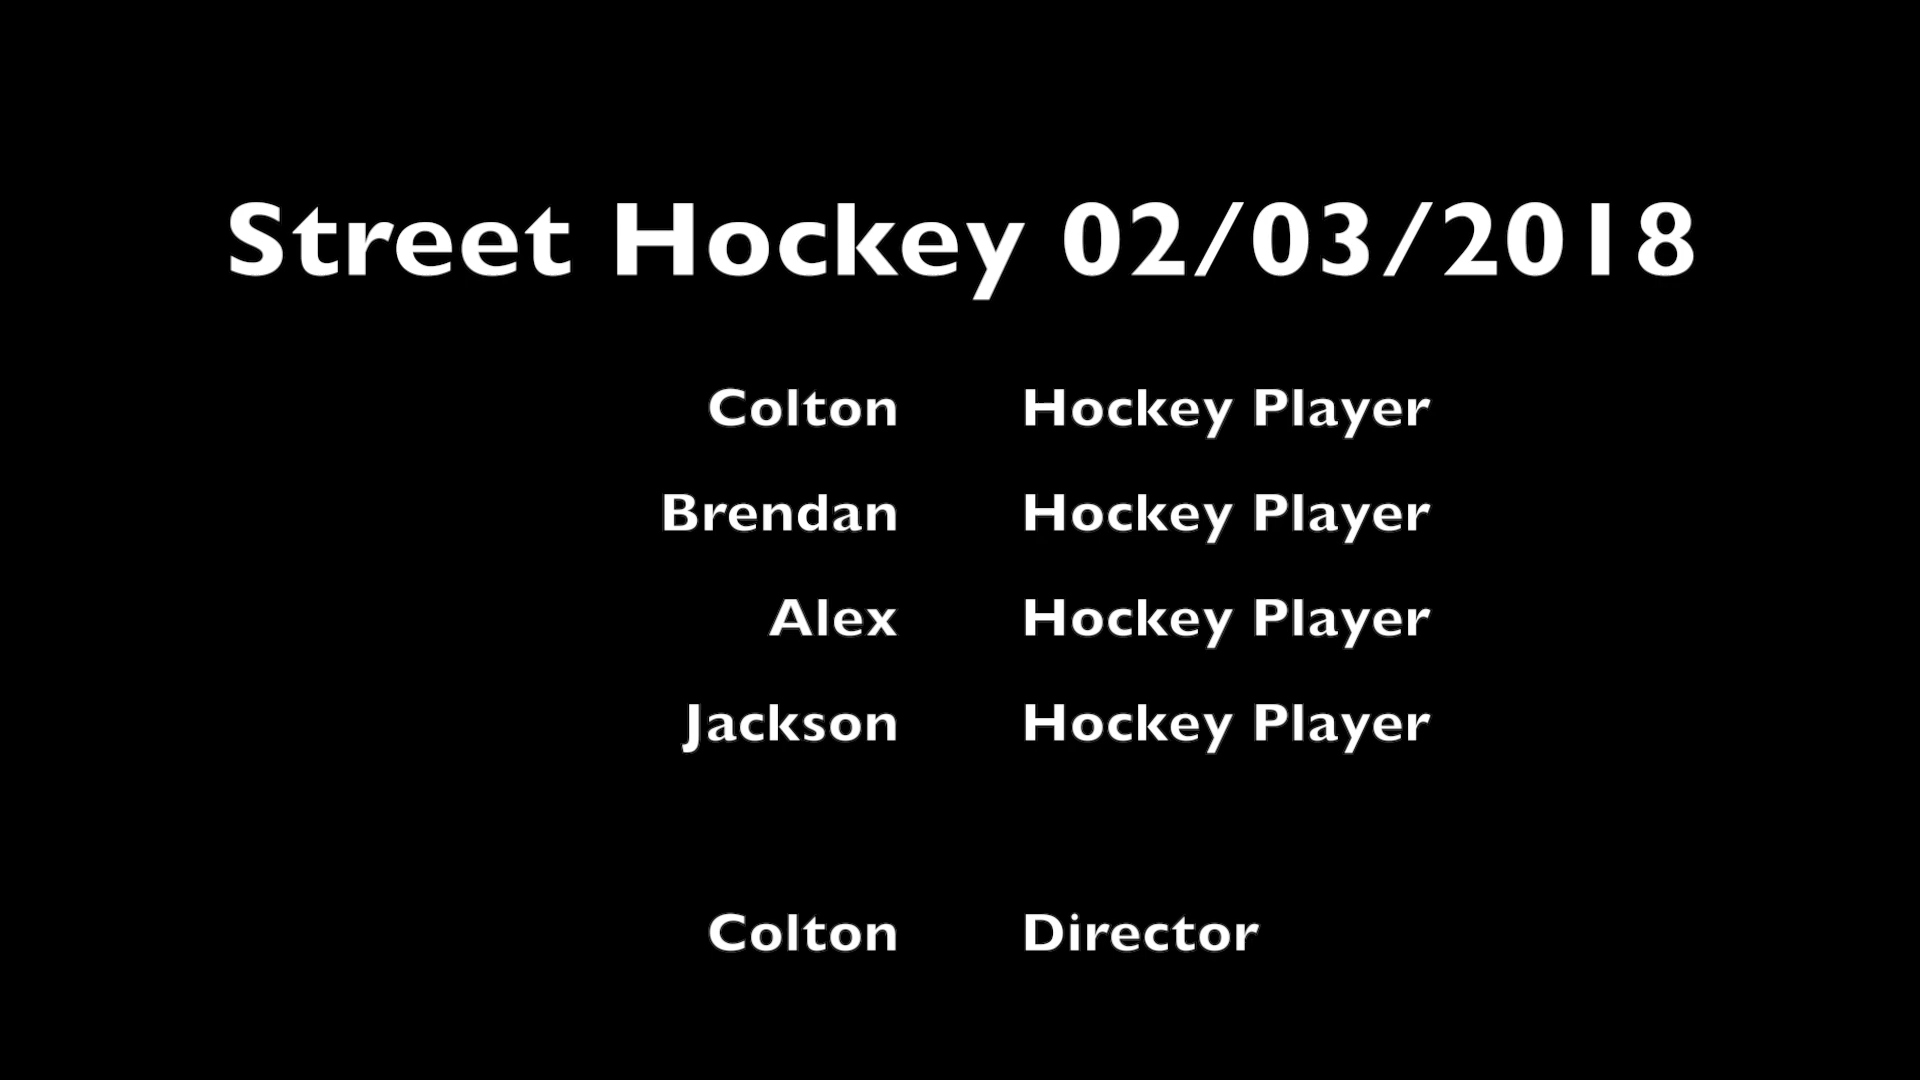 Street Hockey 02/03/2018
Colton Hockey Player
Brendan Hockey Player
Alex Hockey Player
Jackson Hockey Player
Colton Director